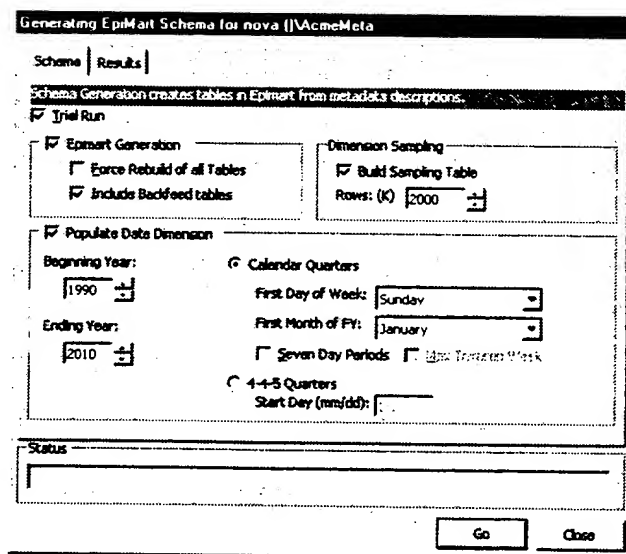 Generating EpiMart Schema for nova ()\AcmeMeta
Schema Results
Schema Generation creates tables in Epimart from metadata descriptions.
Trial Run
Epimart Generation
Dimension Sampling
Force Rebuild of all Tables
Build Sampling Table
Include Backfeed tables
Rows: (K) 2000
Populate Date Dimension
Beginning Year:
Calendar Quarters
1990
First Day of Week: Sunday
First Month of FY: January
Ending Year:
2010
Seven Day Periods
4-4-5 Quarters
Start Day (mm/dd):
Status
Go Close